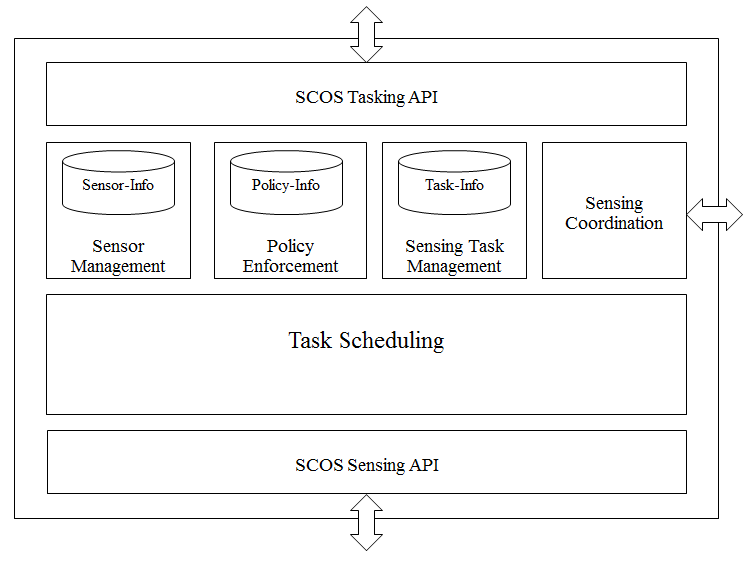 SCOS Tasking API
Sensor-Info
Sensor
Management
Policy-Info
Policy
Enforcement
Task-Info
Sensing Task
Management
Sensing
Coordination
Task Scheduling
SCOS Sensing API